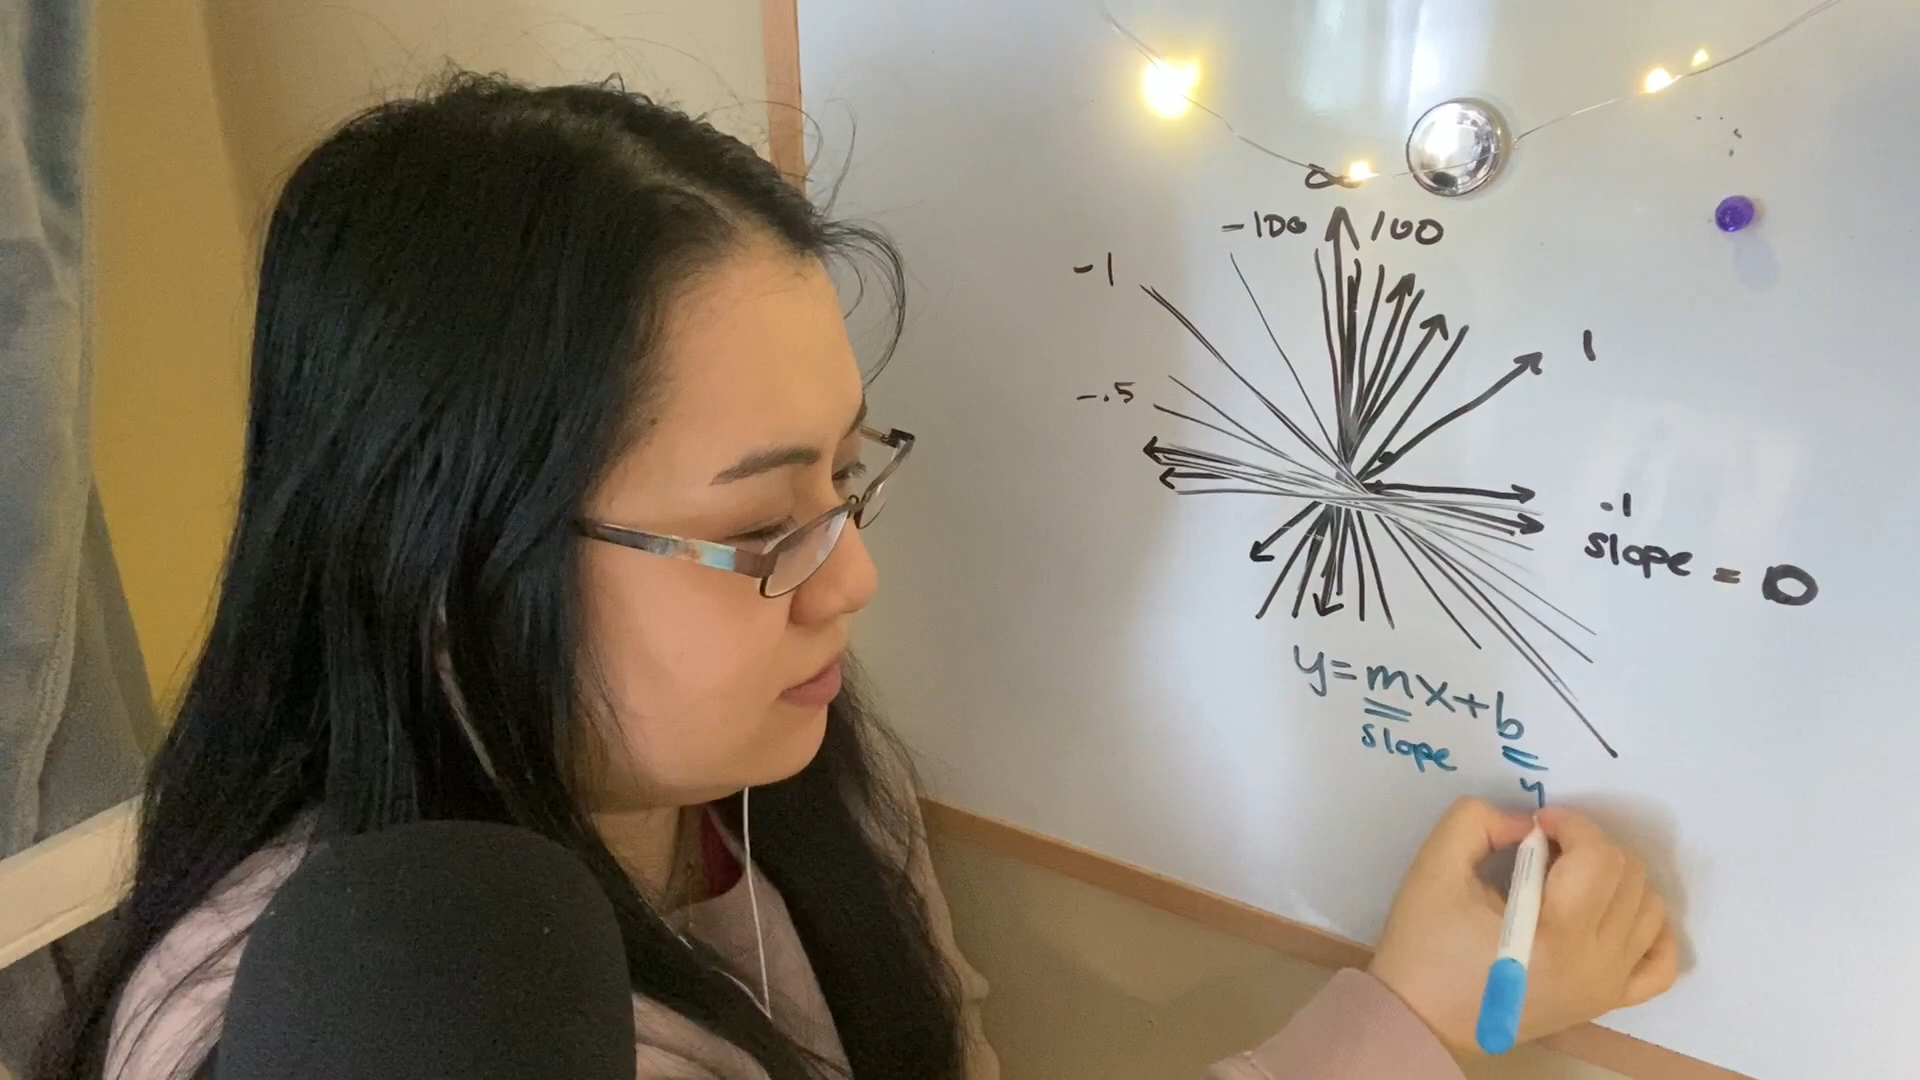 ∞
-100 100
-1
1
-.5
.1
slope = 0
y=mx+b
slope
y